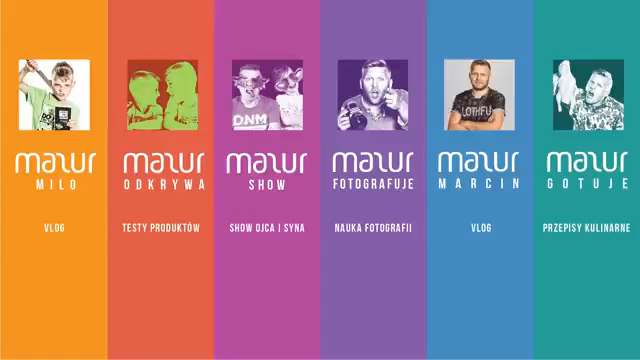 mazur
MILO
VLOG
mazur
ODKRYWA
TESTY PRODUKTÓW
mazur
SHOW
SHOW OJCA I SYNA
D.NM
mazur
FOTOGRAFUJE
NAUKA FOTOGRAFII
mazur
MARCIN
VLOG
LOTHFU
mazur
GOTUJE
PRZEPISY KULINARNE